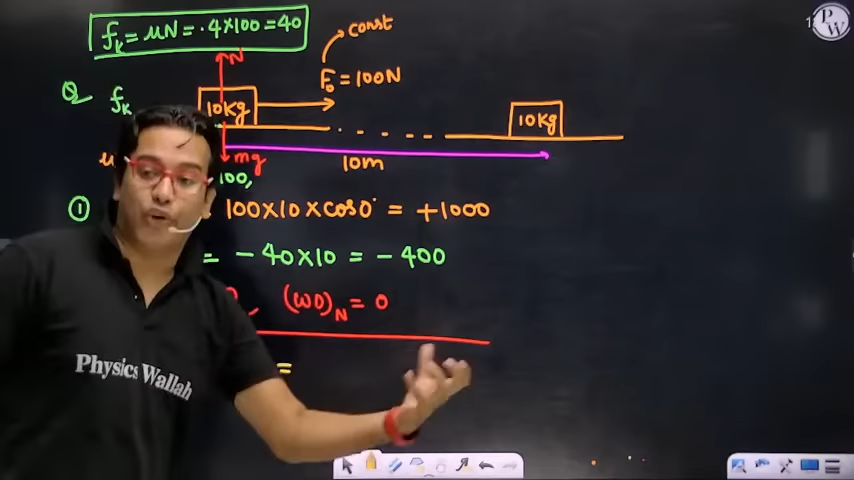 fₖ = μN = .4×100 = 40
const
N
F₀ = 100N
Q fₖ
10kg
10kg
μ
mg
10m
100,
① 100×10×cos0° = +1000
= -40×10 = -400
(WD)_N = 0
=
Physics Wallah
PW